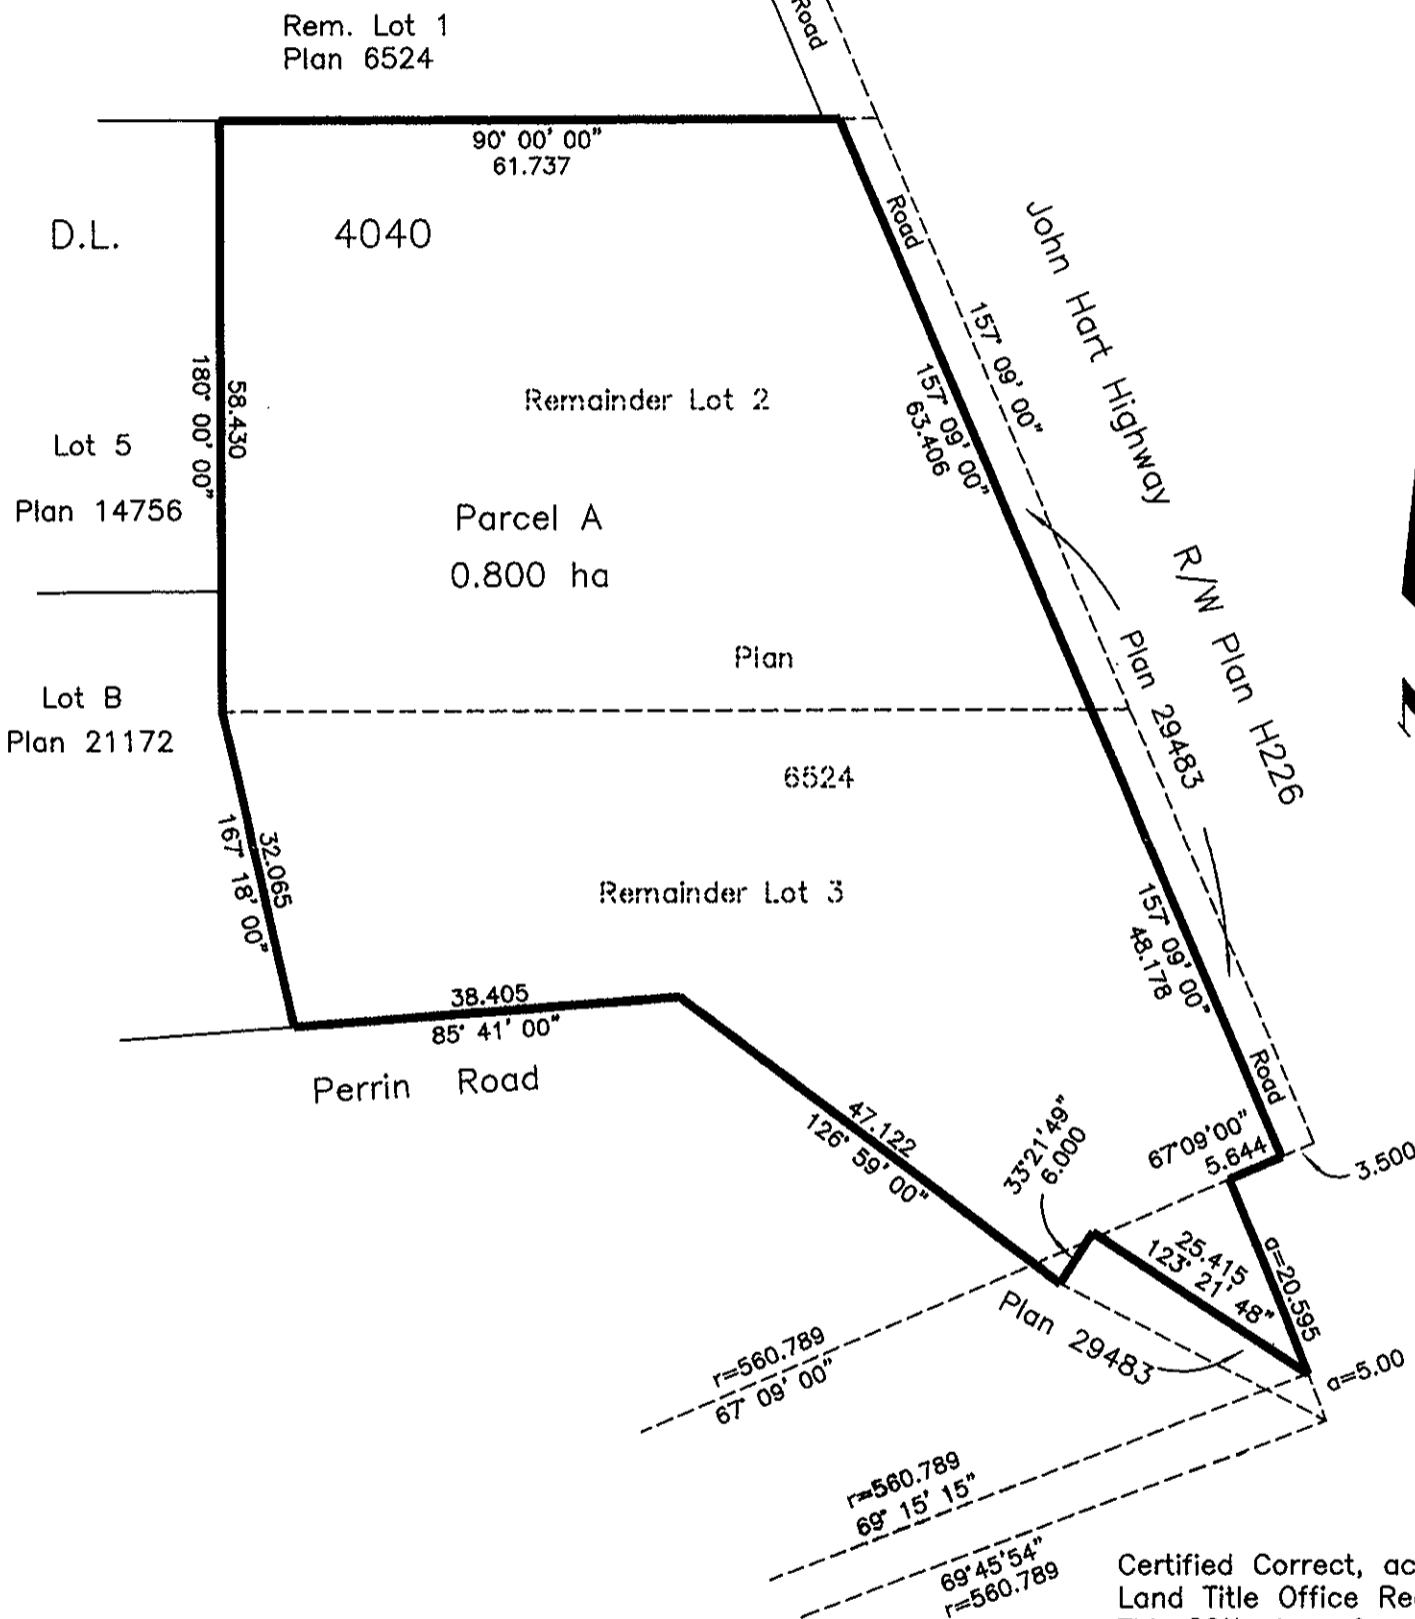 Rem. Lot 1
Plan 6524
Road
90° 00' 00"
61.737
D.L.
4040
Road
John Hart Highway R/W Plan H226
157° 09' 00"
58.430
180° 00' 00"
Remainder Lot 2
157° 09' 00"
63.406
Lot 5
Plan 14756
Parcel A
0.800 ha
Plan
Plan 29483
Lot B
Plan 21172
6524
32.065
167° 18' 00"
Remainder Lot 3
157° 09' 00"
48.178
38.405
85° 41' 00"
Perrin Road
Road
47.122
126° 59' 00"
33°21'49"
6.000
67°09'00"
5.644
3.500
25.415
123° 21' 48"
a=20.595
Plan 29483
r=560.789
67° 09' 00"
a=5.00
r=560.789
69° 15' 15"
69°45'54"
r=560.789
Certified Correct, ac
Land Title Office Re